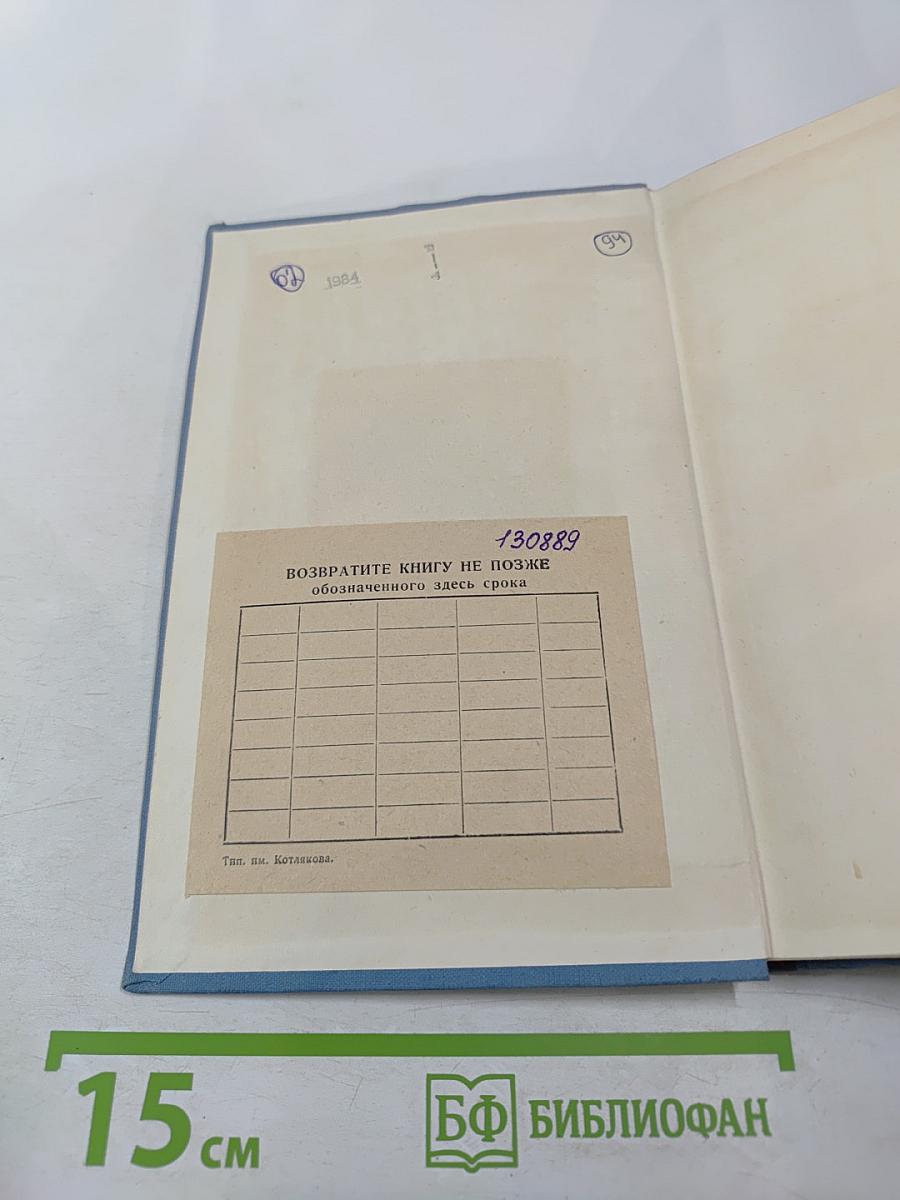 94
1984
130889
ВОЗВРАТИТЕ КНИГУ НЕ ПОЗЖЕ
обозначенного здесь срока
Тип. им. Котлякова.
15 см
БФ БИБЛИОФАН